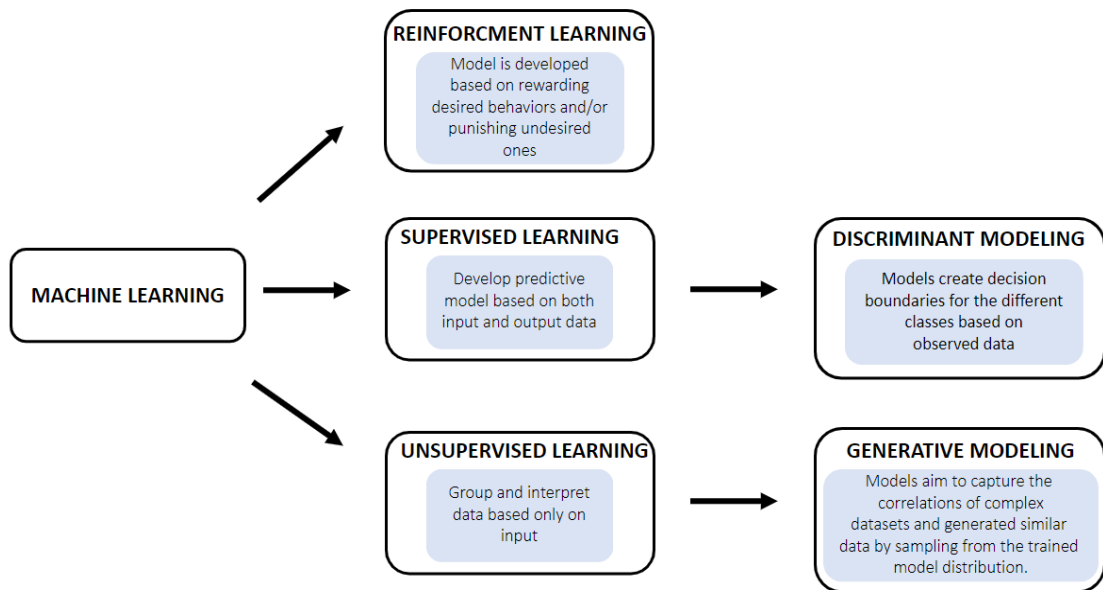 REINFORCMENT LEARNING
Model is developed
based on rewarding
desired behaviors and/or
punishing undesired
ones
MACHINE LEARNING
SUPERVISED LEARNING
Develop predictive
model based on both
input and output data
DISCRIMINANT MODELING
Models create decision
boundaries for the different
classes based on
observed data
UNSUPERVISED LEARNING
Group and interpret
data based only on
input
GENERATIVE MODELING
Models aim to capture the
correlations of complex
datasets and generated similar
data by sampling from the trained
model distribution.